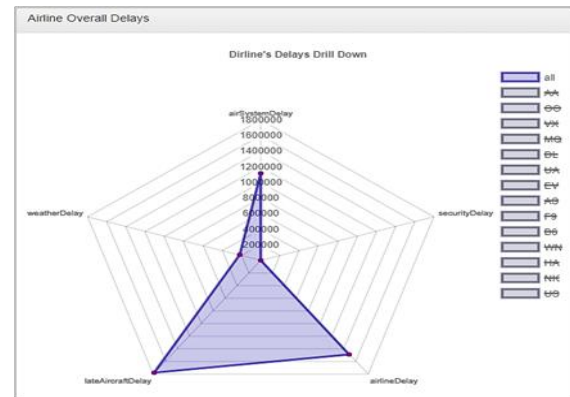 Airline Overall Delays
Dirline's Delays Drill Down
all
AA
OO
VX
MQ
DL
UA
EV
AS
F9
B6
WN
HA
NK
US
airSystemDelay
1800000
1600000
1400000
1200000
1000000
800000
600000
400000
200000
weatherDelay
securityDelay
lateAircraftDelay
airlineDelay